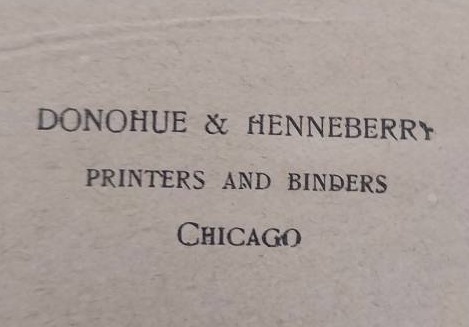 DONOHUE & HENNEBERRY
PRINTERS AND BINDERS
CHICAGO